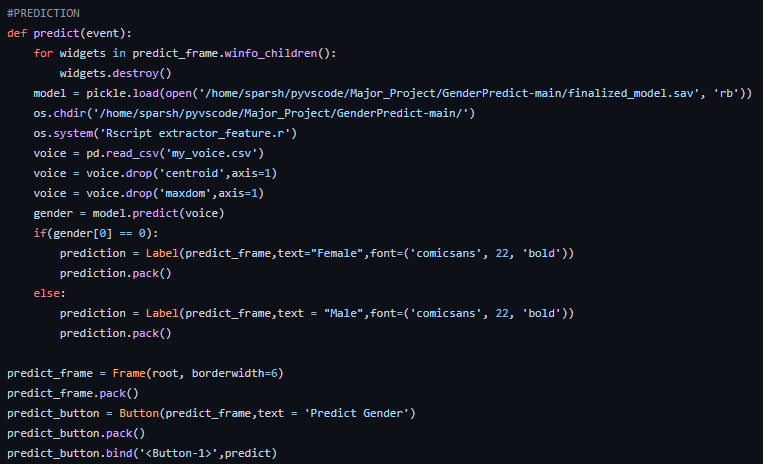 #PREDICTION
def predict(event):
    for widgets in predict_frame.winfo_children():
        widgets.destroy()
    model = pickle.load(open('/home/sparsh/pyvscode/Major_Project/GenderPredict-main/finalized_model.sav', 'rb'))
    os.chdir('/home/sparsh/pyvscode/Major_Project/GenderPredict-main/')
    os.system('Rscript extractor_feature.r')
    voice = pd.read_csv('my_voice.csv')
    voice = voice.drop('centroid',axis=1)
    voice = voice.drop('maxdom',axis=1)
    gender = model.predict(voice)
    if(gender[0] == 0):
        prediction = Label(predict_frame,text="Female",font=('comicsans', 22, 'bold'))
        prediction.pack()
    else:
        prediction = Label(predict_frame,text = "Male",font=('comicsans', 22, 'bold'))
        prediction.pack()

predict_frame = Frame(root, borderwidth=6)
predict_frame.pack()
predict_button = Button(predict_frame,text = 'Predict Gender')
predict_button.pack()
predict_button.bind('<Button-1>',predict)